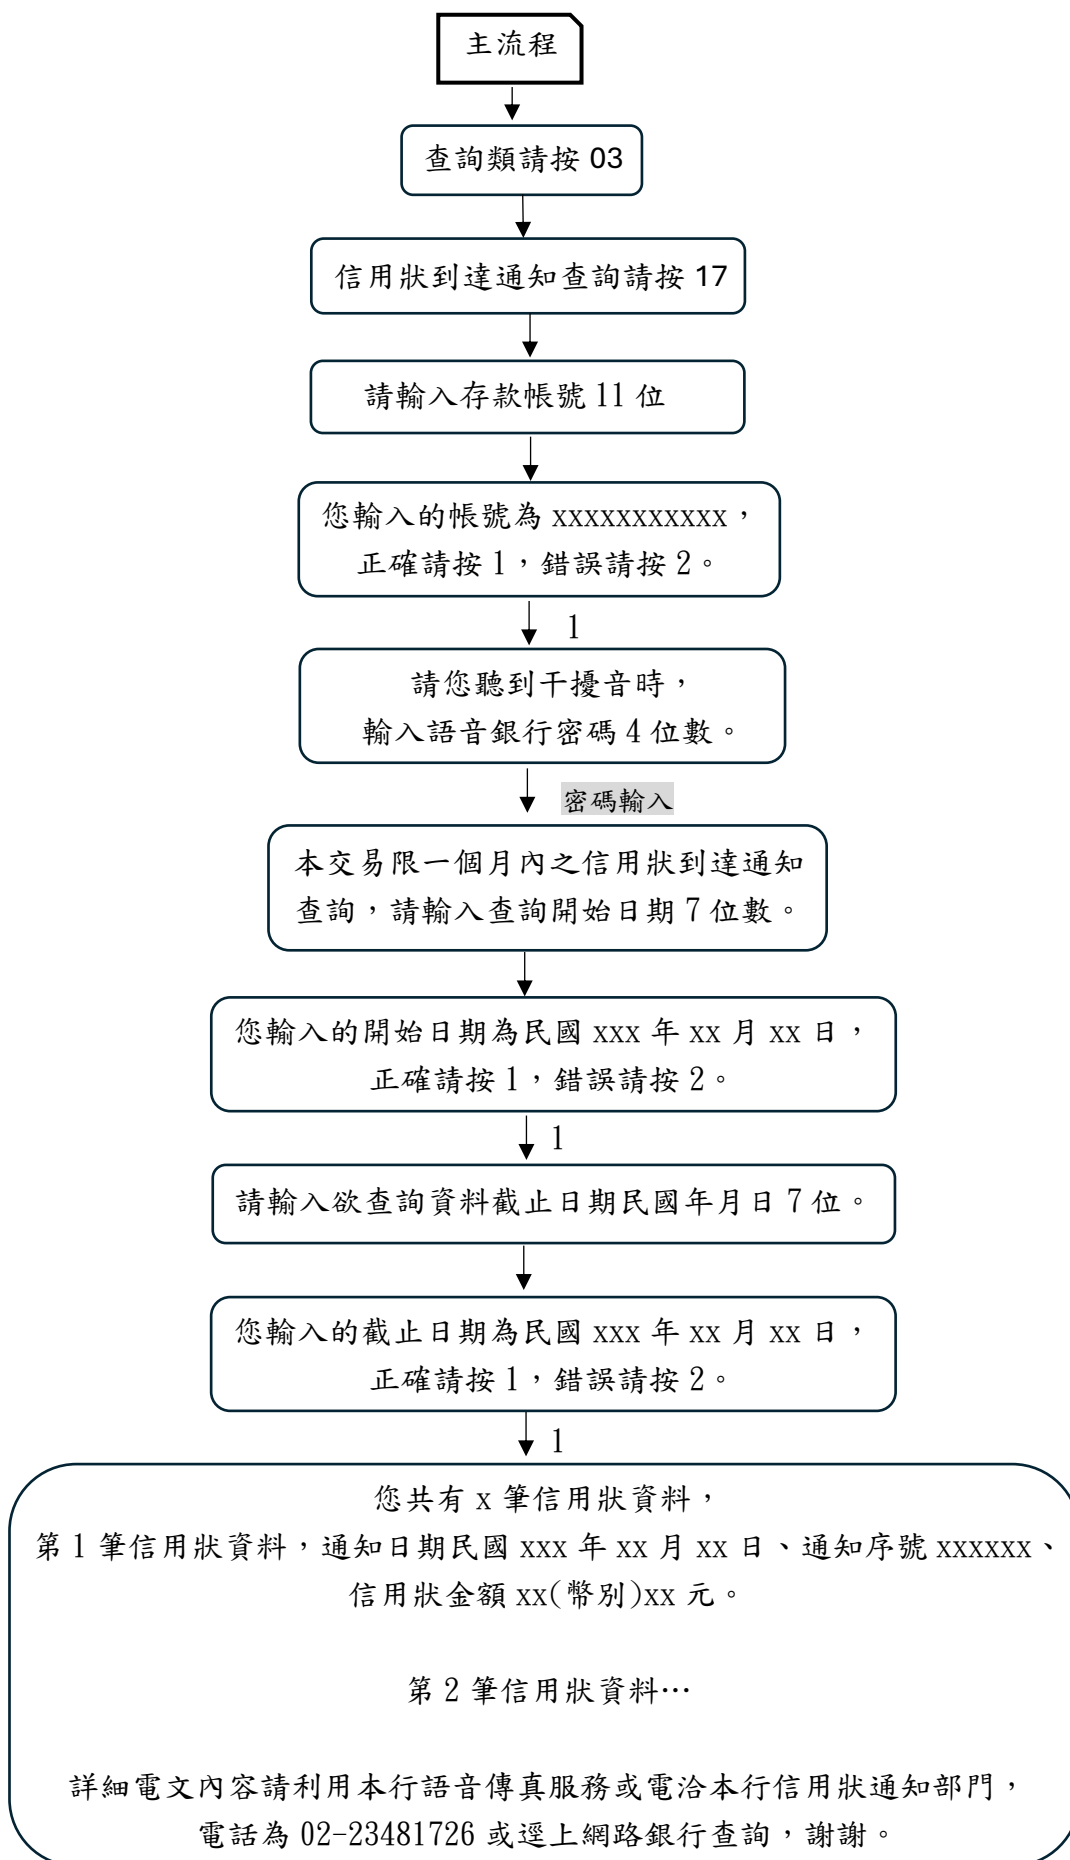 主流程
查詢類請按 03
信用狀到達通知查詢請按 17
請輸入存款帳號 11 位
您輸入的帳號為 xxxxxxxxxxx，
正確請按 1，錯誤請按 2。
1
請您聽到干擾音時，
輸入語音銀行密碼 4 位數。
密碼輸入
本交易限一個月內之信用狀到達通知
查詢，請輸入查詢開始日期 7 位數。
您輸入的開始日期為民國 xxx 年 xx 月 xx 日，
正確請按 1，錯誤請按 2。
1
請輸入欲查詢資料截止日期民國年月日 7 位。
您輸入的截止日期為民國 xxx 年 xx 月 xx 日，
正確請按 1，錯誤請按 2。
1
您共有 x 筆信用狀資料，
第 1 筆信用狀資料，通知日期民國 xxx 年 xx 月 xx 日、通知序號 xxxxxx、
信用狀金額 xx(幣別)xx 元。
第 2 筆信用狀資料…
詳細電文內容請利用本行語音傳真服務或電洽本行信用狀通知部門，
電話為 02-23481726 或逕上網路銀行查詢，謝謝。